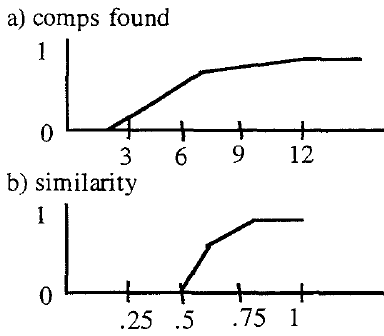 a) comps found
1
0
3 6 9 12
b) similarity
1
0
.25 .5 .75 1